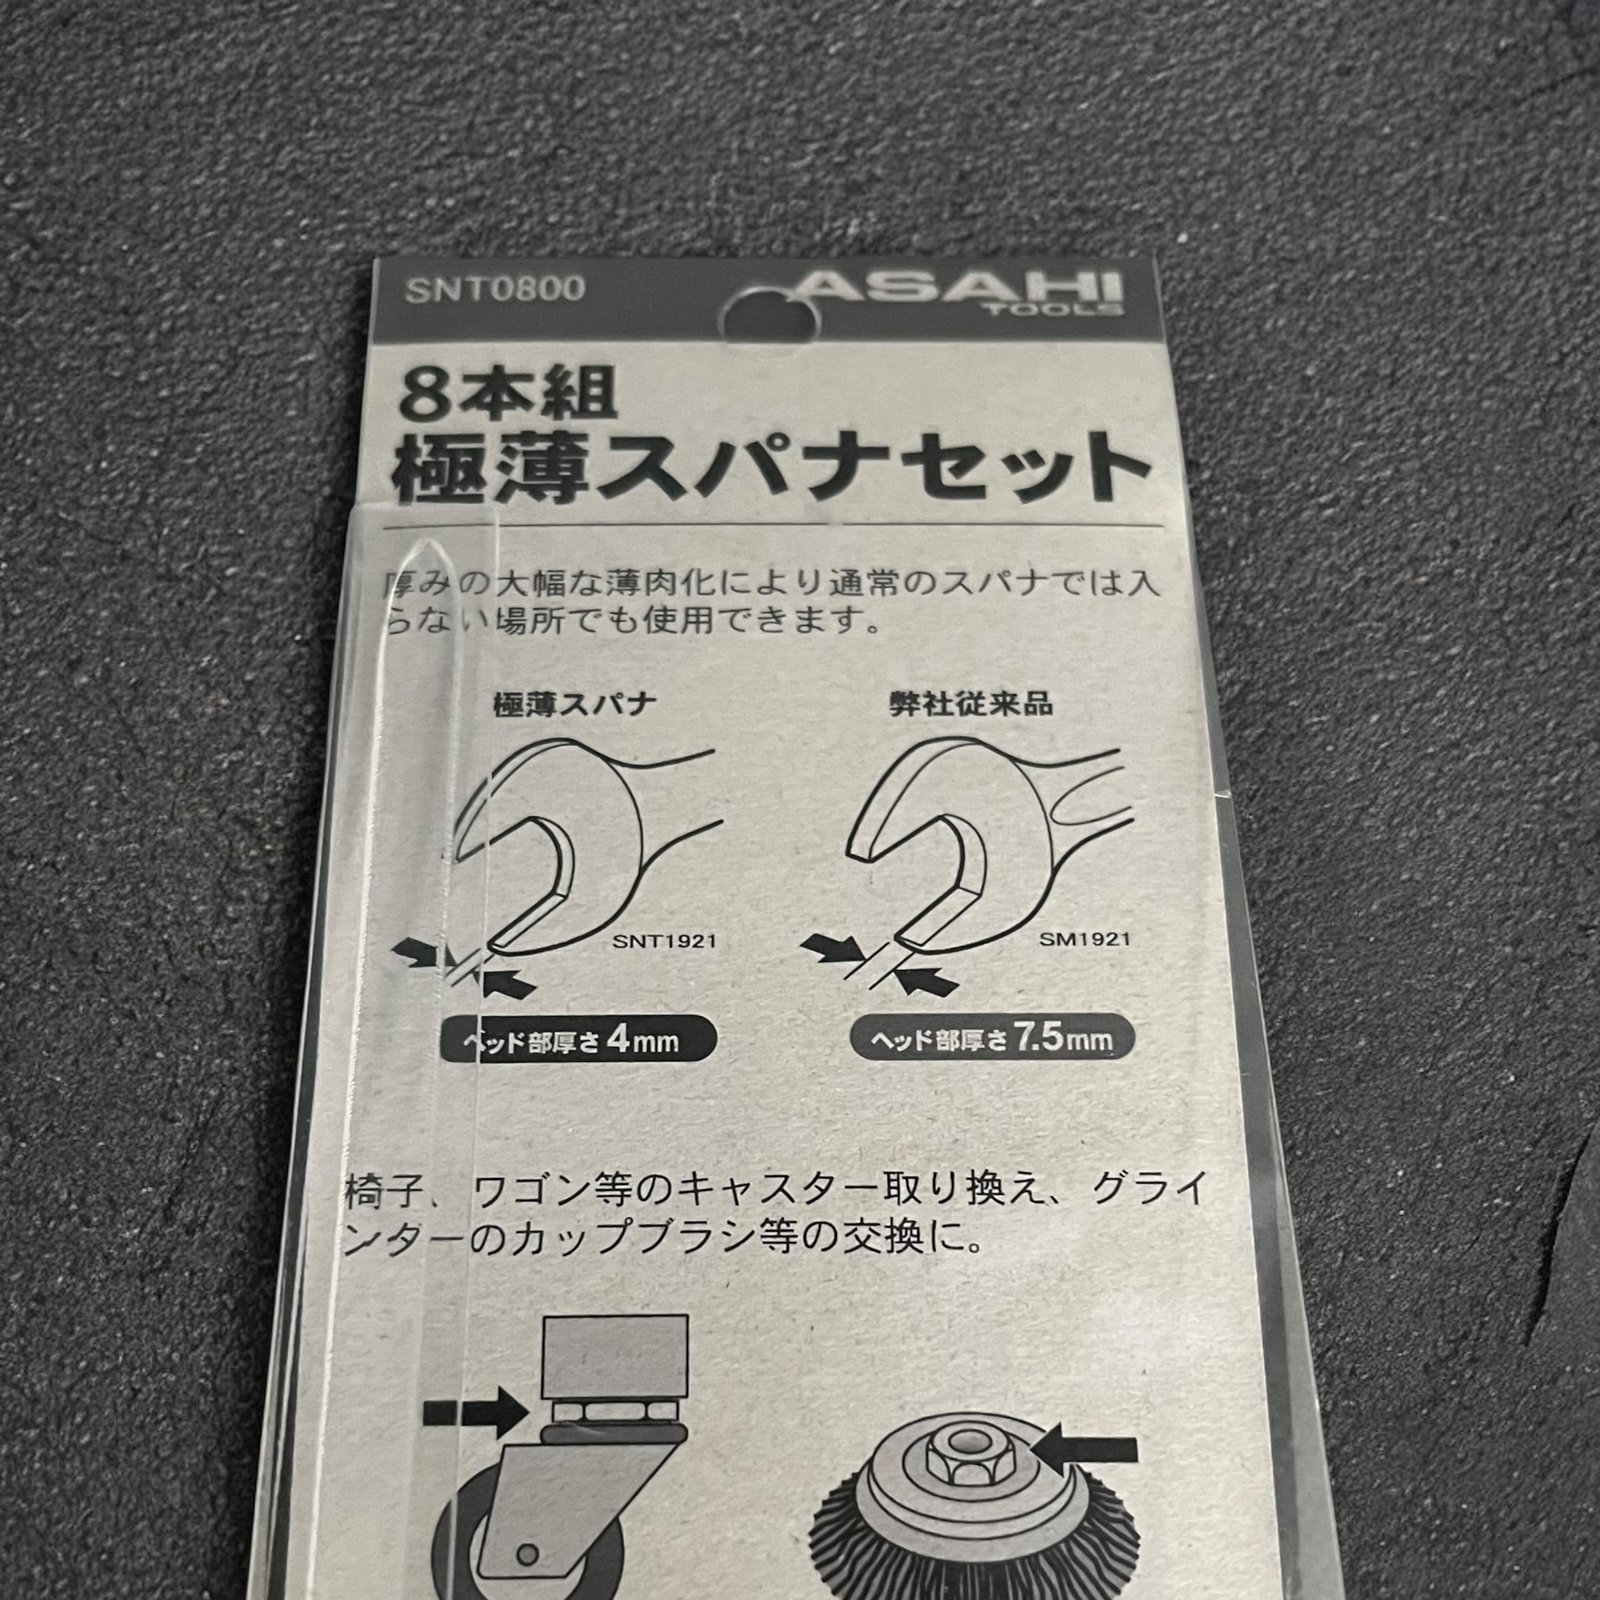 SNT0800
ASAHI
TOOLS
8本組
極薄スパナセット
厚みの大幅な薄肉化により通常のスパナでは入
らない場所でも使用できます。
極薄スパナ
弊社従来品
SNT1921
SM1921
ヘッド部厚さ4mm
ヘッド部厚さ7.5mm
椅子、ワゴン等のキャスター取り換え、グライ
ンダーのカップブラシ等の交換に。